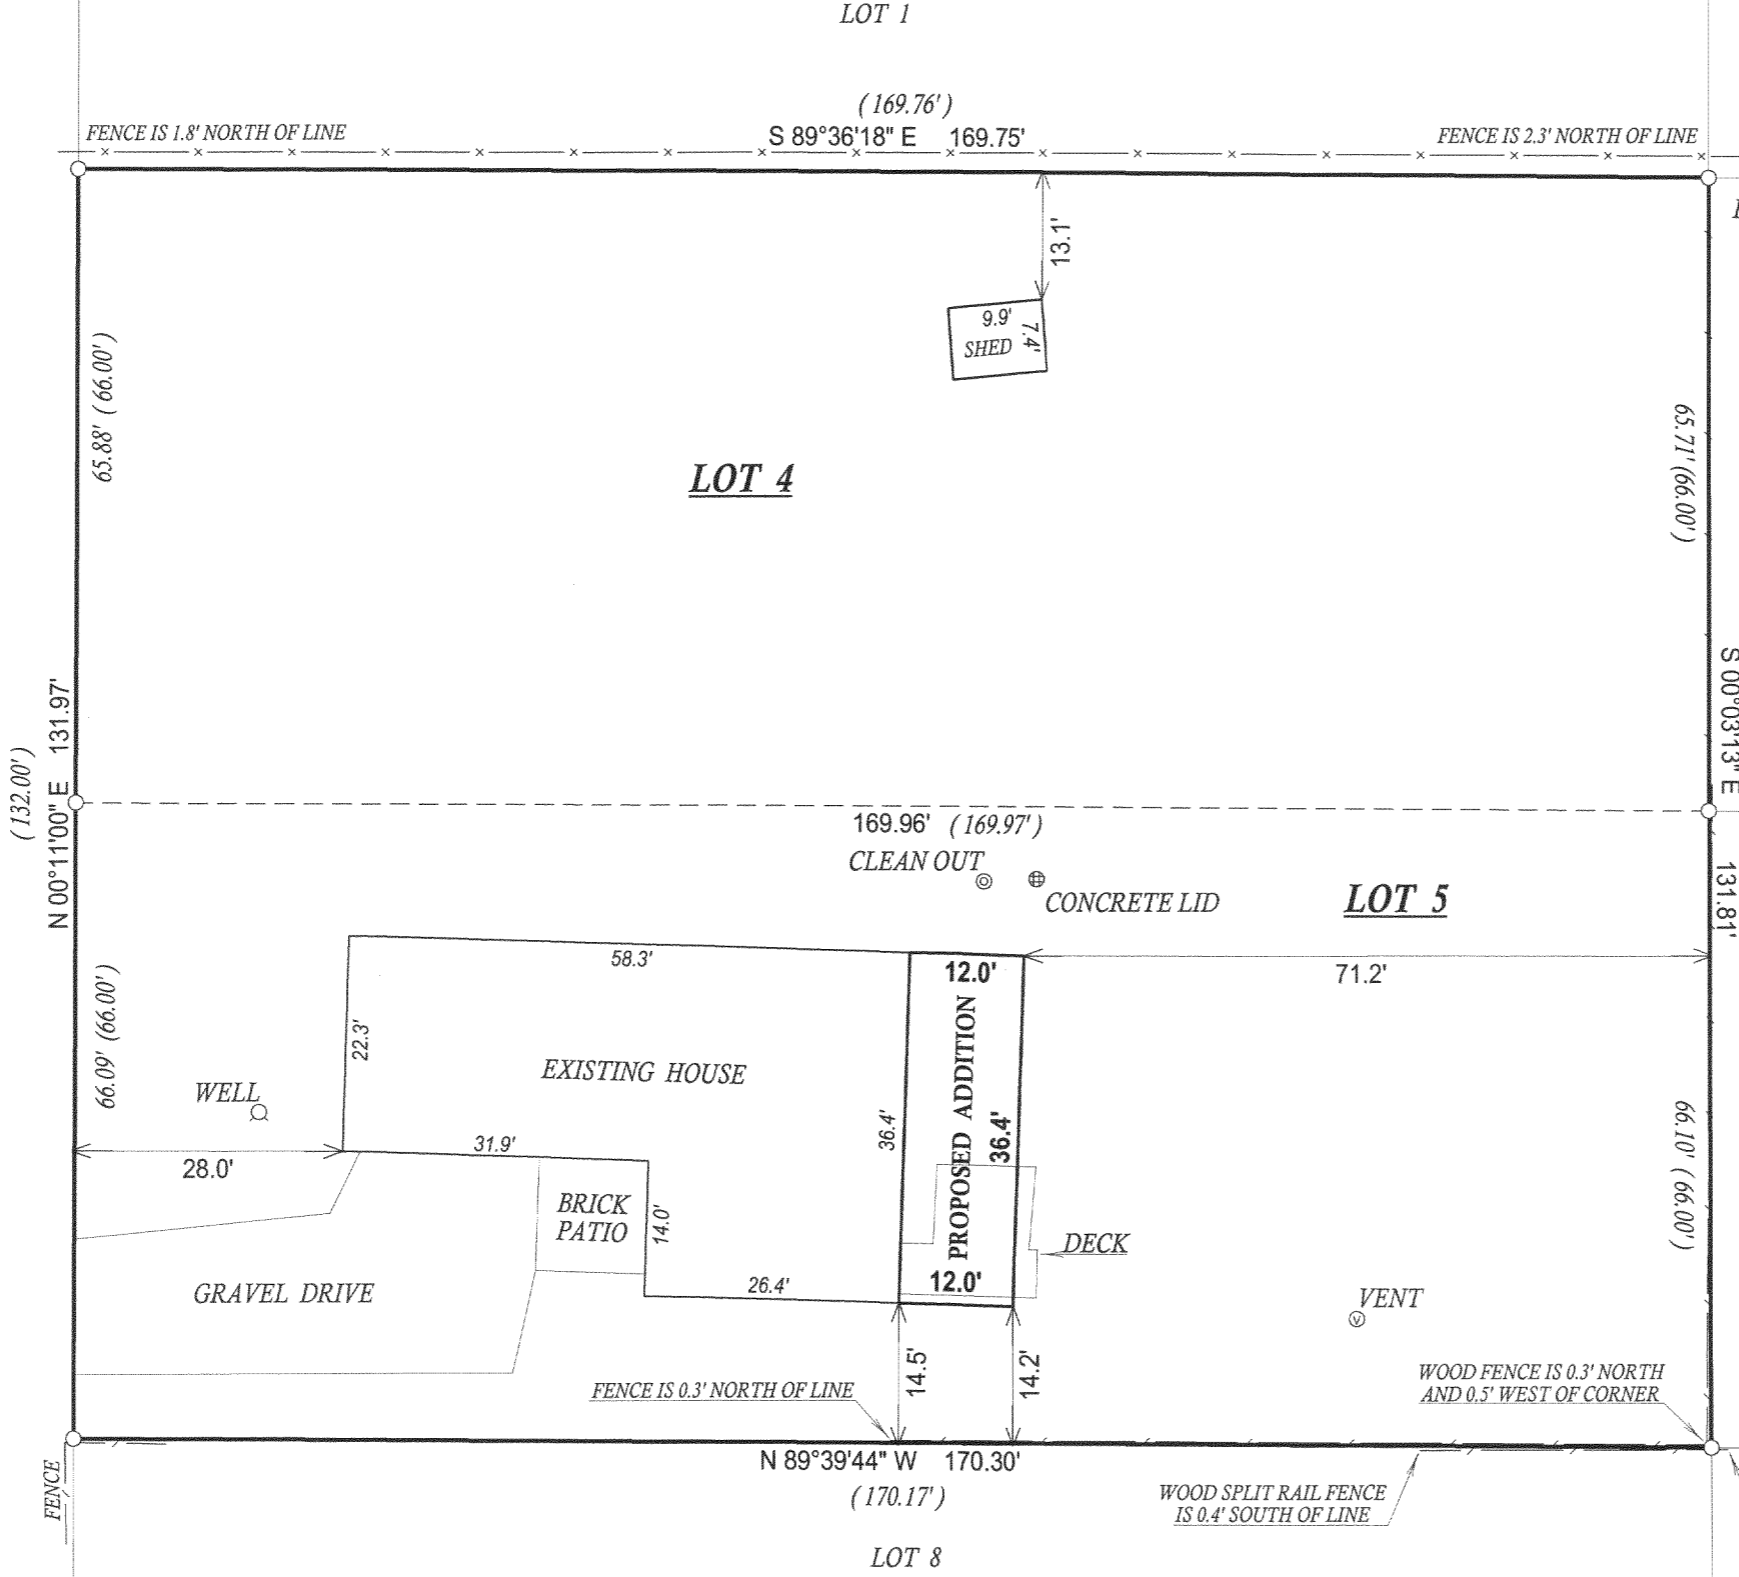 LOT 1
( 169.76' )
FENCE IS 1.8' NORTH OF LINE
S 89°36'18" E 169.75'
FENCE IS 2.3' NORTH OF LINE
13.1'
9.9'
7.4'
SHED
65.88' ( 66.00' )
65.71' (66.00' )
LOT 4
N 00°11'00" E 131.97'
( 132.00' )
S 00°03'13" E
131.81'
169.96' ( 169.97' )
CLEAN OUT
CONCRETE LID
LOT 5
58.3'
12.0'
71.2'
66.09' (66.00' )
22.3'
EXISTING HOUSE
PROPOSED ADDITION
36.4'
36.4'
WELL
31.9'
28.0'
BRICK
PATIO
14.0'
66.10' ( 66.00' )
DECK
GRAVEL DRIVE
26.4'
12.0'
VENT
V
14.5'
14.2'
FENCE IS 0.3' NORTH OF LINE
WOOD FENCE IS 0.3' NORTH
AND 0.5' WEST OF CORNER
N 89°39'44" W 170.30'
( 170.17' )
FENCE
WOOD SPLIT RAIL FENCE
IS 0.4' SOUTH OF LINE
LOT 8